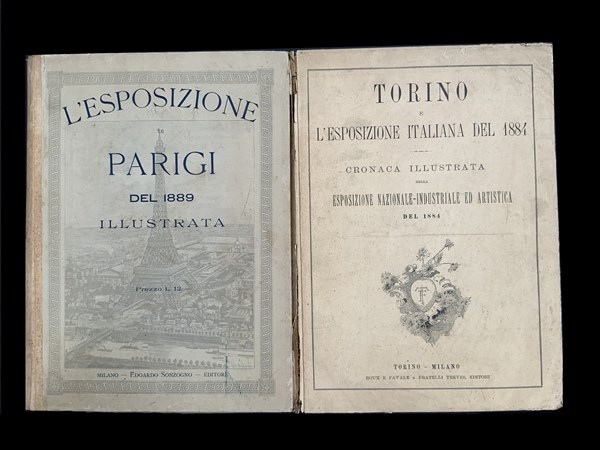 L'ESPOSIZIONE
DI
PARIGI
DEL 1889
ILLUSTRATA
Prezzo L. 12
MILANO — EDOARDO SONZOGNO — EDITORE
TORINO
E
L'ESPOSIZIONE ITALIANA DEL 1884
CRONACA ILLUSTRATA
DELLA
ESPOSIZIONE NAZIONALE-INDUSTRIALE ED ARTISTICA
DEL 1884
TORINO - MILANO
ROUX E FAVALE e FRATELLI TREVES, EDITORI